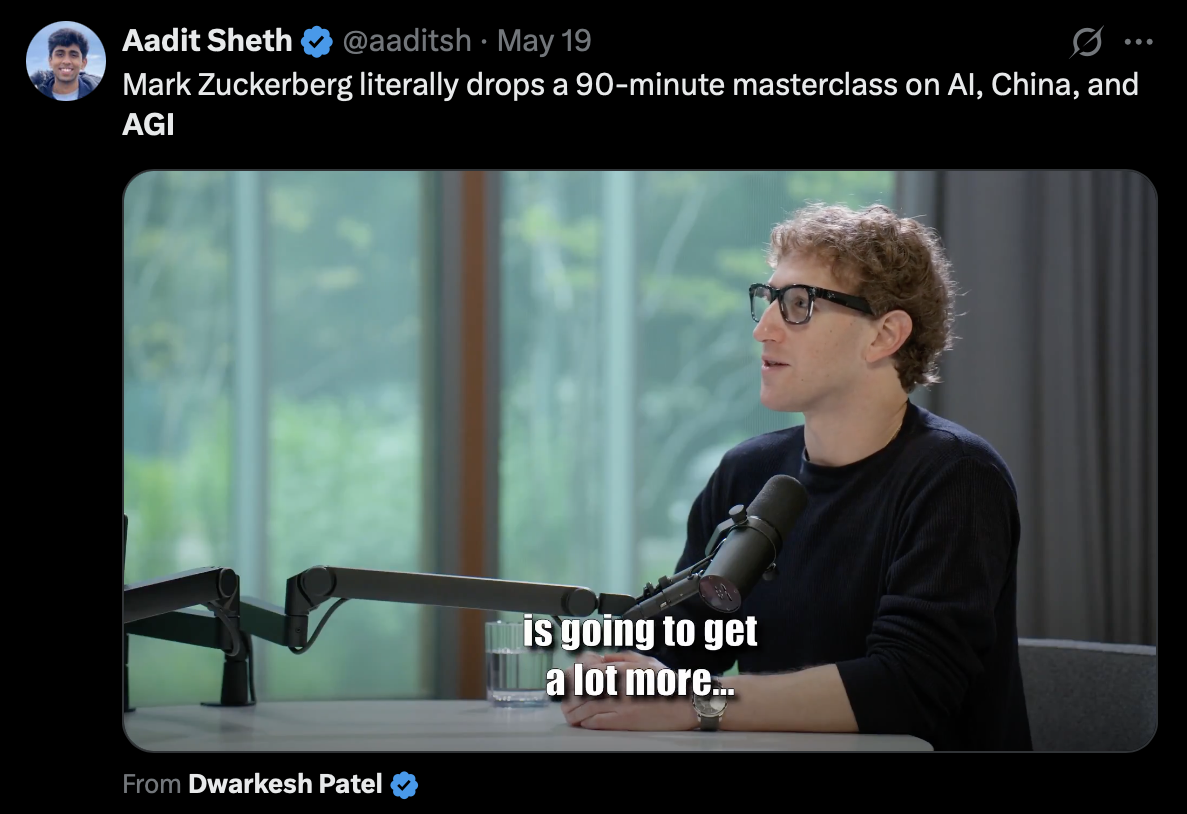 Aadit Sheth @aaditsh · May 19
Mark Zuckerberg literally drops a 90-minute masterclass on AI, China, and
AGI
is going to get
a lot more...
From Dwarkesh Patel